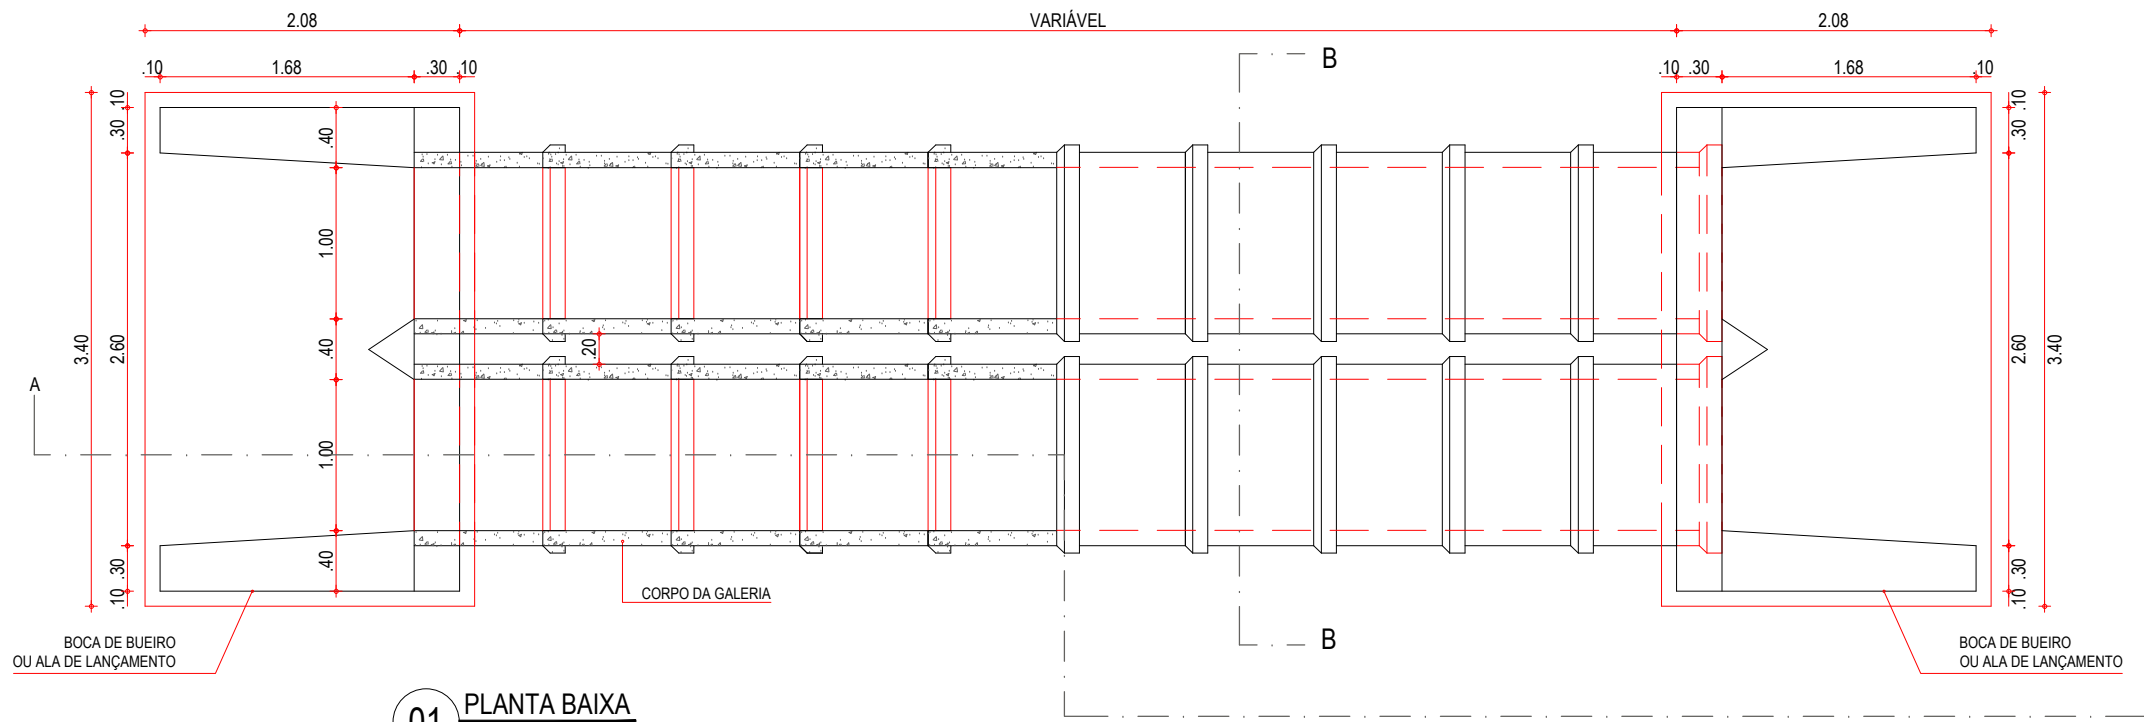 2.08
VARIÁVEL
2.08
.10
1.68
.30
.10
B
.10
.30
1.68
.10
.10
.30
.40
.10
.30
1.00
3.40
2.60
.40
.20
2.60
3.40
A
1.00
.30
.10
.40
.30
.10
CORPO DA GALERIA
BOCA DE BUEIRO
OU ALA DE LANÇAMENTO
B
BOCA DE BUEIRO
OU ALA DE LANÇAMENTO
01
PLANTA BAIXA